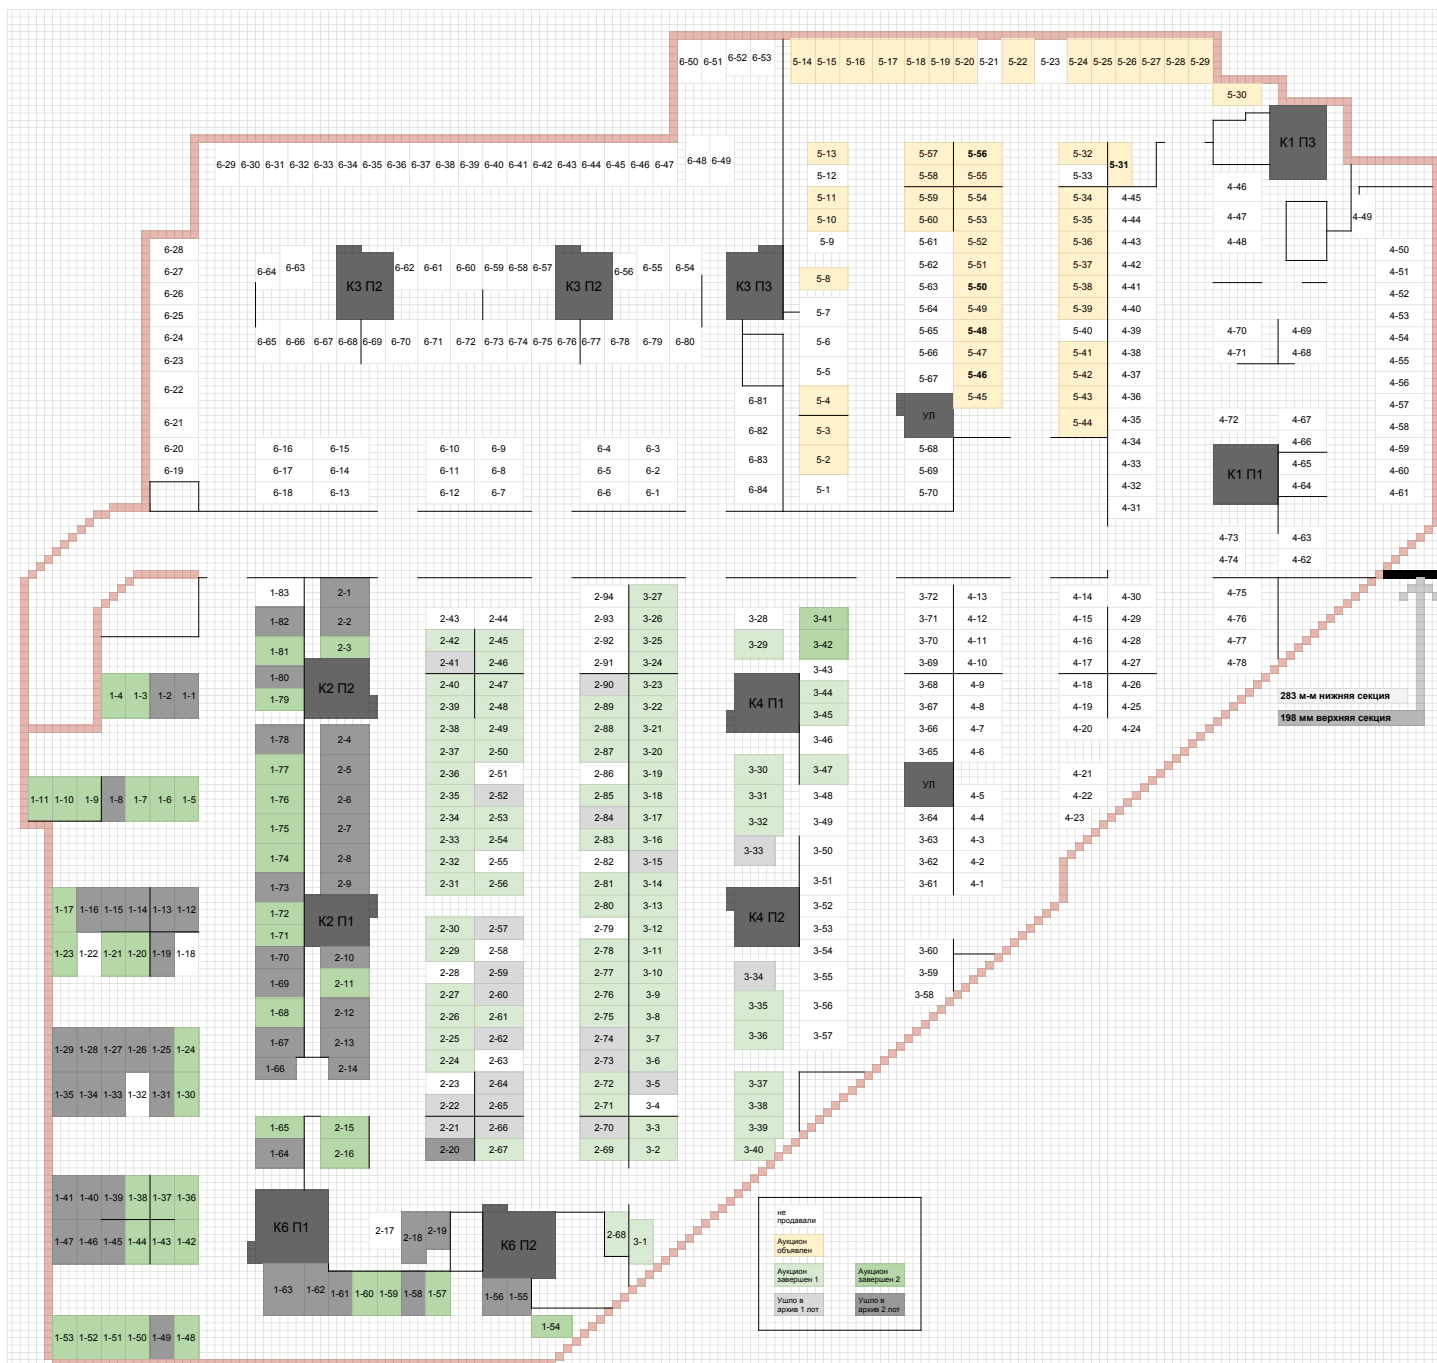 6-50 6-51 6-52 6-53 5-14 5-15 5-16 5-17 5-18 5-19 5-20 5-21 5-22 5-23 5-24 5-25 5-26 5-27 5-28 5-29
5-30
К1 П3
6-29 6-30 6-31 6-32 6-33 6-34 6-35 6-36 6-37 6-38 6-39 6-40 6-41 6-42 6-43 6-44 6-45 6-46 6-47 6-48 6-49
5-13 5-57 5-56 5-32 5-31
5-12 5-58 5-55 5-33
4-46
5-11 5-59 5-54 5-34 4-45
5-10 5-60 5-53 5-35 4-44 4-47 4-49
6-28 5-9 5-61 5-52 5-36 4-43 4-48 4-50
6-27 6-64 6-63 К3 П2 6-62 6-61 6-60 6-59 6-58 6-57 К3 П2 6-56 6-55 6-54 К3 П3 5-8 5-62 5-51 5-37 4-42 4-51
6-26 5-63 5-50 5-38 4-41 4-52
6-25 5-7 5-64 5-49 5-39 4-40 4-53
6-24 6-65 6-66 6-67 6-68 6-69 6-70 6-71 6-72 6-73 6-74 6-75 6-76 6-77 6-78 6-79 6-80 5-6 5-65 5-48 5-40 4-39 4-70 4-69 4-54
6-23 5-66 5-47 5-41 4-38 4-71 4-68 4-55
6-22 5-5 5-67 5-46 5-42 4-37 4-56
6-81 5-4 5-45 5-43 4-36 4-57
6-21 6-82 5-3 УЛ 5-44 4-35 4-72 4-67 4-58
6-20 6-16 6-15 6-10 6-9 6-4 6-3 6-83 5-2 5-68 4-34 4-66 4-59
6-19 6-17 6-14 6-11 6-8 6-5 6-2 5-69 4-33 К1 П1 4-65 4-60
6-18 6-13 6-12 6-7 6-6 6-1 6-84 5-1 5-70 4-32 4-64 4-61
4-31
4-73 4-63
4-74 4-62
1-83 2-1 2-94 3-27 3-72 4-13 4-14 4-30 4-75
1-82 2-2 2-43 2-44 2-93 3-26 3-28 3-41 3-71 4-12 4-15 4-29 4-76
1-81 2-3 2-42 2-45 2-92 3-25 3-29 3-42 3-70 4-11 4-16 4-28 4-77
1-80 2-41 2-46 2-91 3-24 3-43 3-69 4-10 4-17 4-27 4-78
1-4 1-3 1-2 1-1 1-79 К2 П2 2-40 2-47 2-90 3-23 К4 П1 3-44 3-68 4-9 4-18 4-26
283 м-м нижняя секция
2-39 2-48 2-89 3-22 3-45 3-67 4-8 4-19 4-25
198 мм верхняя секция
1-78 2-4 2-38 2-49 2-88 3-21 3-46 3-66 4-7 4-20 4-24
2-37 2-50 2-87 3-20 3-65 4-6
1-77 2-5 2-36 2-51 2-86 3-19 3-30 3-47 4-21
1-11 1-10 1-9 1-8 1-7 1-6 1-5 1-76 2-6 2-35 2-52 2-85 3-18 3-31 3-48 УЛ 4-5 4-22
1-75 2-7 2-34 2-53 2-84 3-17 3-32 3-49 3-64 4-4 4-23
2-33 2-54 2-83 3-16 3-63 4-3
1-74 2-8 2-32 2-55 2-82 3-15 3-33 3-50 3-62 4-2
1-73 2-9 2-31 2-56 2-81 3-14 3-51 3-61 4-1
1-17 1-16 1-15 1-14 1-13 1-12 1-72 К2 П1 2-80 3-13 К4 П2 3-52
1-71 2-30 2-57 2-79 3-12 3-53
1-23 1-22 1-21 1-20 1-19 1-18 1-70 2-10 2-29 2-58 2-78 3-11 3-54 3-60
1-69 2-11 2-28 2-59 2-77 3-10 3-34 3-55 3-59
2-27 2-60 2-76 3-9 3-58
1-68 2-12 2-26 2-61 2-75 3-8 3-35 3-56
1-29 1-28 1-27 1-26 1-25 1-24 1-67 2-13 2-25 2-62 2-74 3-7 3-36 3-57
1-66 2-14 2-24 2-63 2-73 3-6
1-35 1-34 1-33 1-32 1-31 1-30 2-23 2-64 2-72 3-5 3-37
2-22 2-65 2-71 3-4 3-38
1-65 2-15 2-21 2-66 2-70 3-3 3-39
1-64 2-16 2-20 2-67 2-69 3-2 3-40
1-41 1-40 1-39 1-38 1-37 1-36
К6 П1 2-17 2-18 2-19 К6 П2 2-68 3-1
1-47 1-46 1-45 1-44 1-43 1-42
1-63 1-62 1-61 1-60 1-59 1-58 1-57 1-56 1-55
1-53 1-52 1-51 1-50 1-49 1-48 1-54
не
продавали
Аукцион
объявлен
Аукцион
завершен 1
Аукцион
завершен 2
Ушло в
архив 1 лот
Ушло в
архив 2 лот